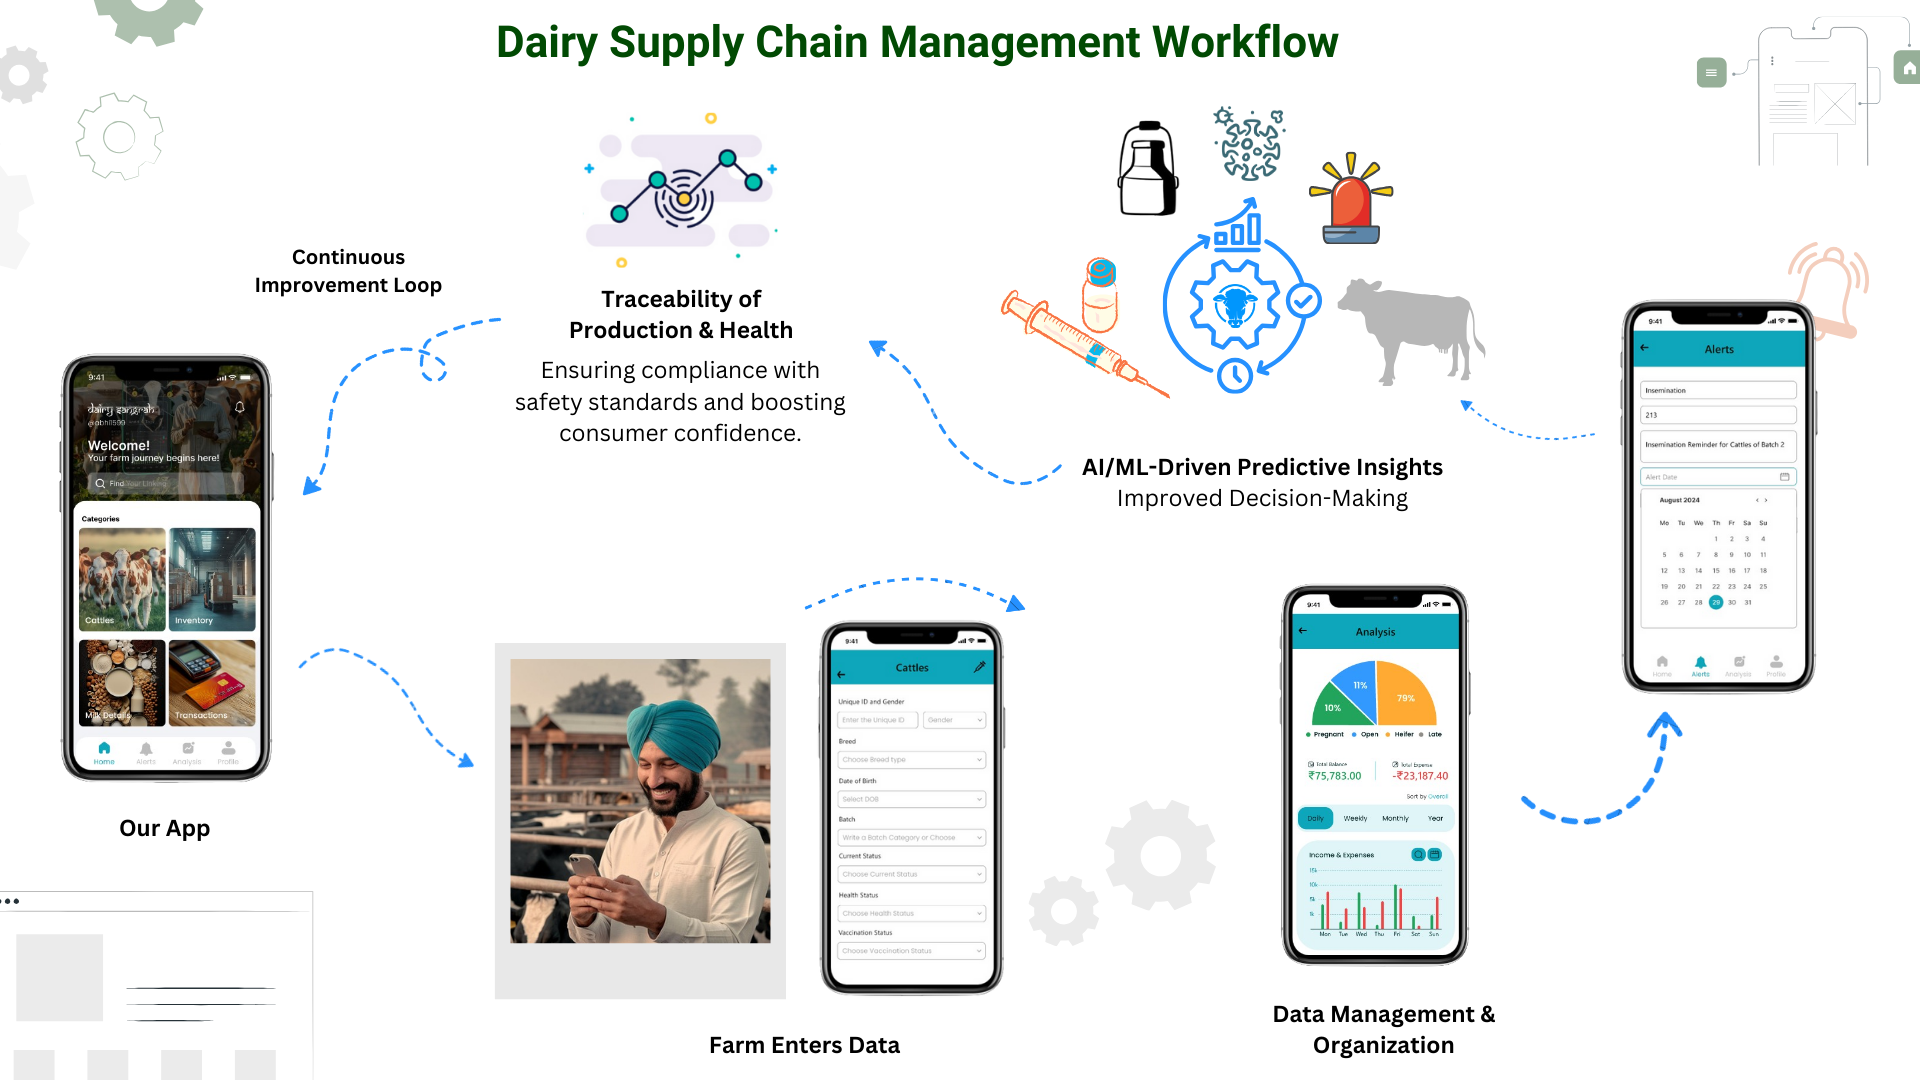 Dairy Supply Chain Management Workflow
Continuous
Improvement Loop
Traceability of
Production & Health
Ensuring compliance with
safety standards and boosting
consumer confidence.
AI/ML-Driven Predictive Insights
Improved Decision-Making
9:41
dairy sangrah
@abhi1599
Welcome!
Your farm journey begins here!
Find Your Linking
Categories
Cattles
Inventory
Milk Details
Transactions
Home
Alerts
Analysis
Profile
Our App
9:41
Cattles
Unique ID and Gender
Enter the Unique ID
Gender
Breed
Choose Breed type
Date of Birth
Select DOB
Batch
Write a Batch Category or Choose
Current Status
Choose Current Status
Health Status
Choose Health Status
Vaccination Status
Choose Vaccination Status
Farm Enters Data
9:41
Analysis
10%
11%
79%
Pregnant Open Heifer Late
Total Balance
₹75,783.00
Total Expense
-₹23,187.40
Sort by Overall
Daily Weekly Monthly Year
Income & Expenses
15k
10k
5k
Mon Tue Wed Thu Fri Sat Sun
Data Management &
Organization
9:41
Alerts
Insemination
213
Insemination Reminder for Cattles of Batch 2
Alert Date
August 2024
Mo Tu We Th Fr Sa Su
1 2 3 4
5 6 7 8 9 10 11
12 13 14 15 16 17 18
19 20 21 22 23 24 25
26 27 28 29 30 31
Home Alerts Analysis Profile